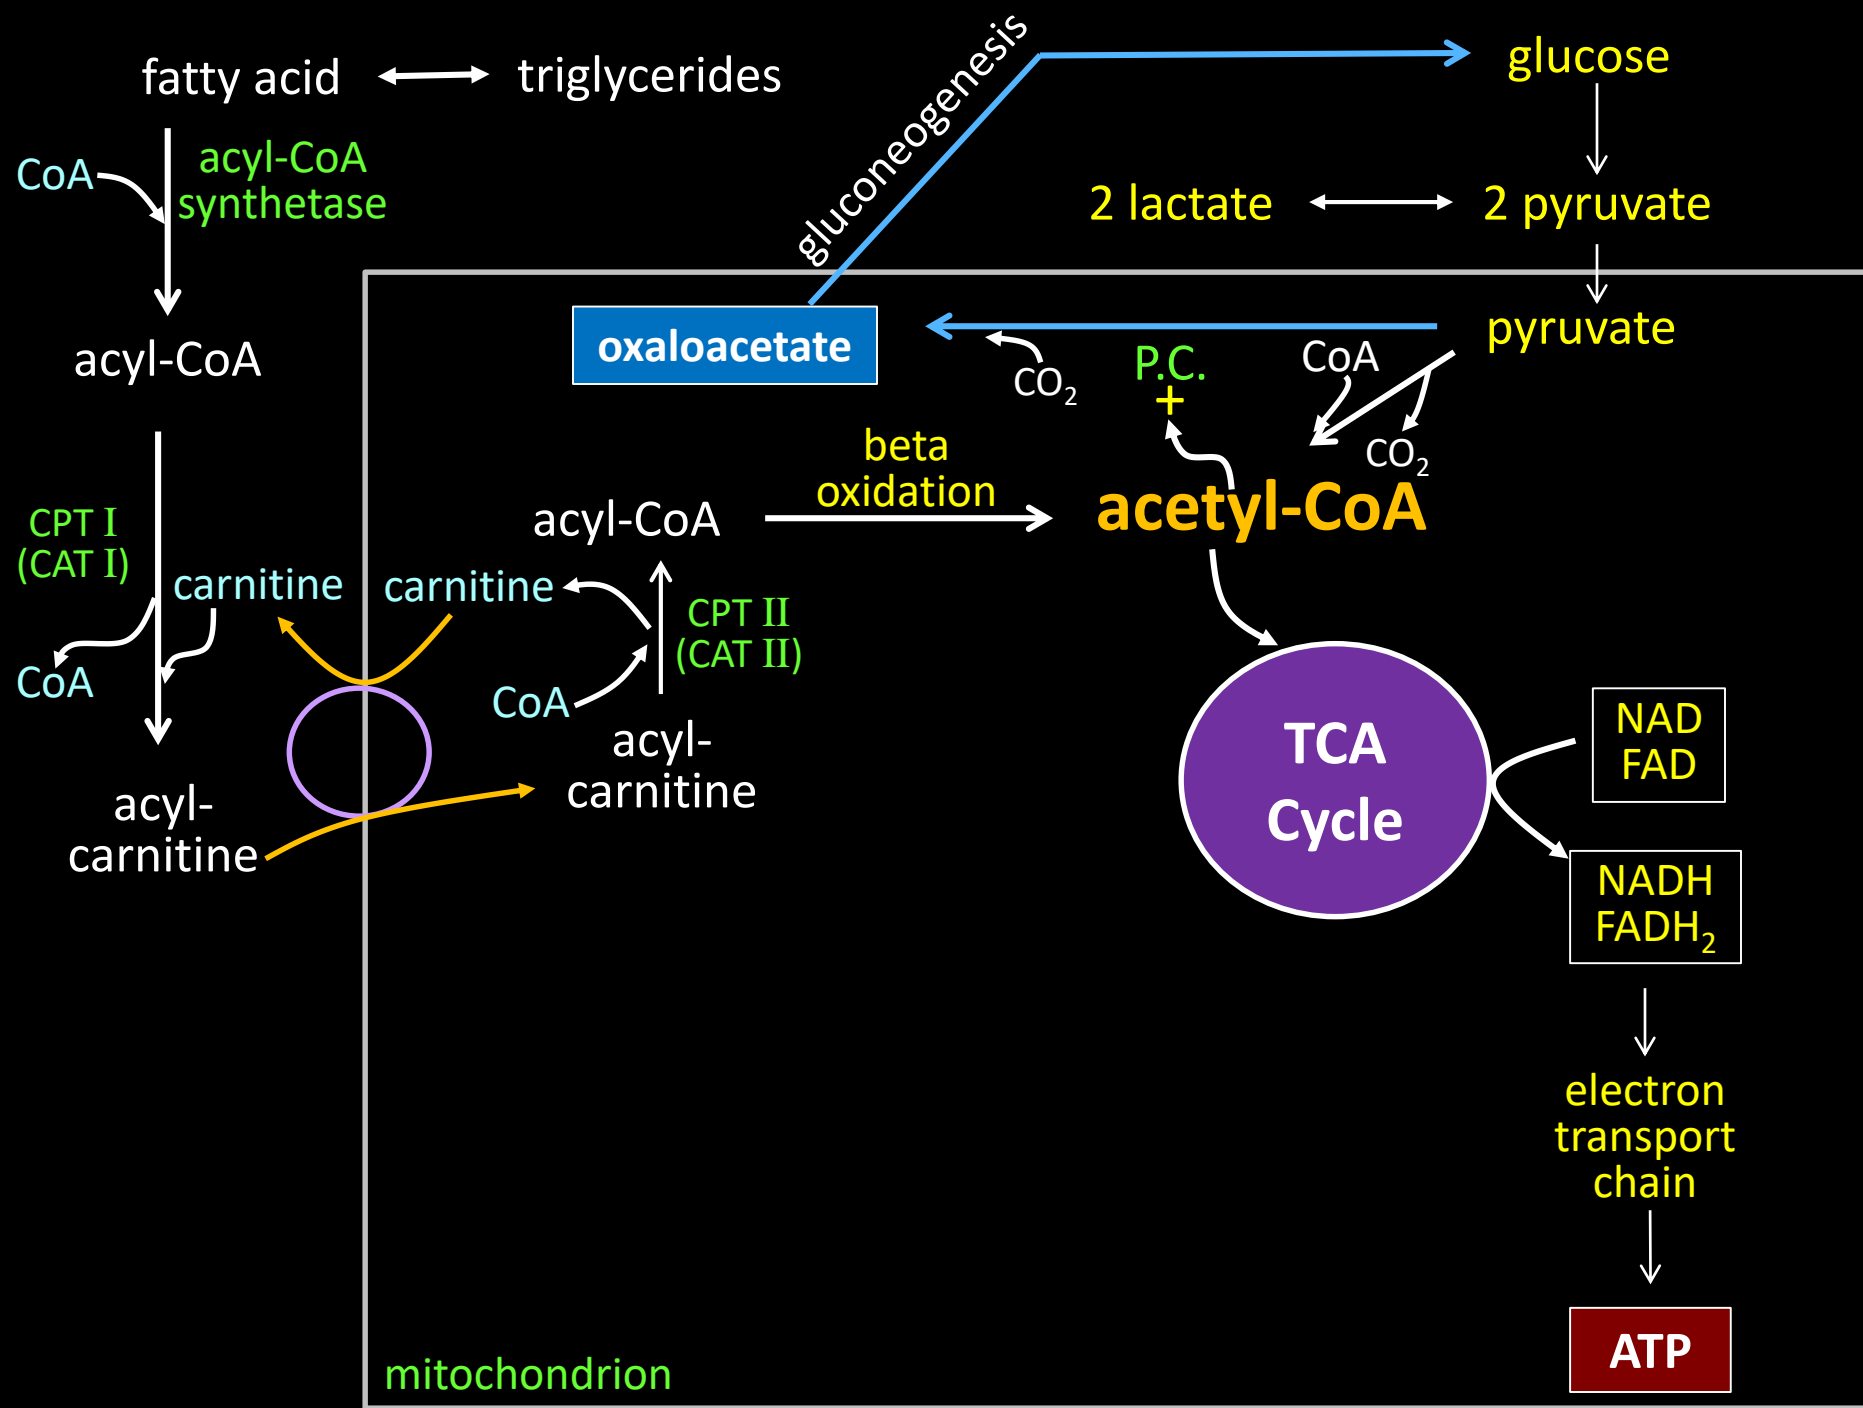 fatty acid
triglycerides
gluconeogenesis
glucose
CoA
acyl-CoA
synthetase
2 lactate
2 pyruvate
acyl-CoA
oxaloacetate
pyruvate
CO2
P.C.
+
CoA
CO2
beta
oxidation
acyl-CoA
acetyl-CoA
CPT I
(CAT I)
carnitine
carnitine
CPT II
(CAT II)
CoA
CoA
acyl-
carnitine
acyl-
carnitine
TCA
Cycle
NAD
FAD
NADH
FADH2
electron
transport
chain
ATP
mitochondrion